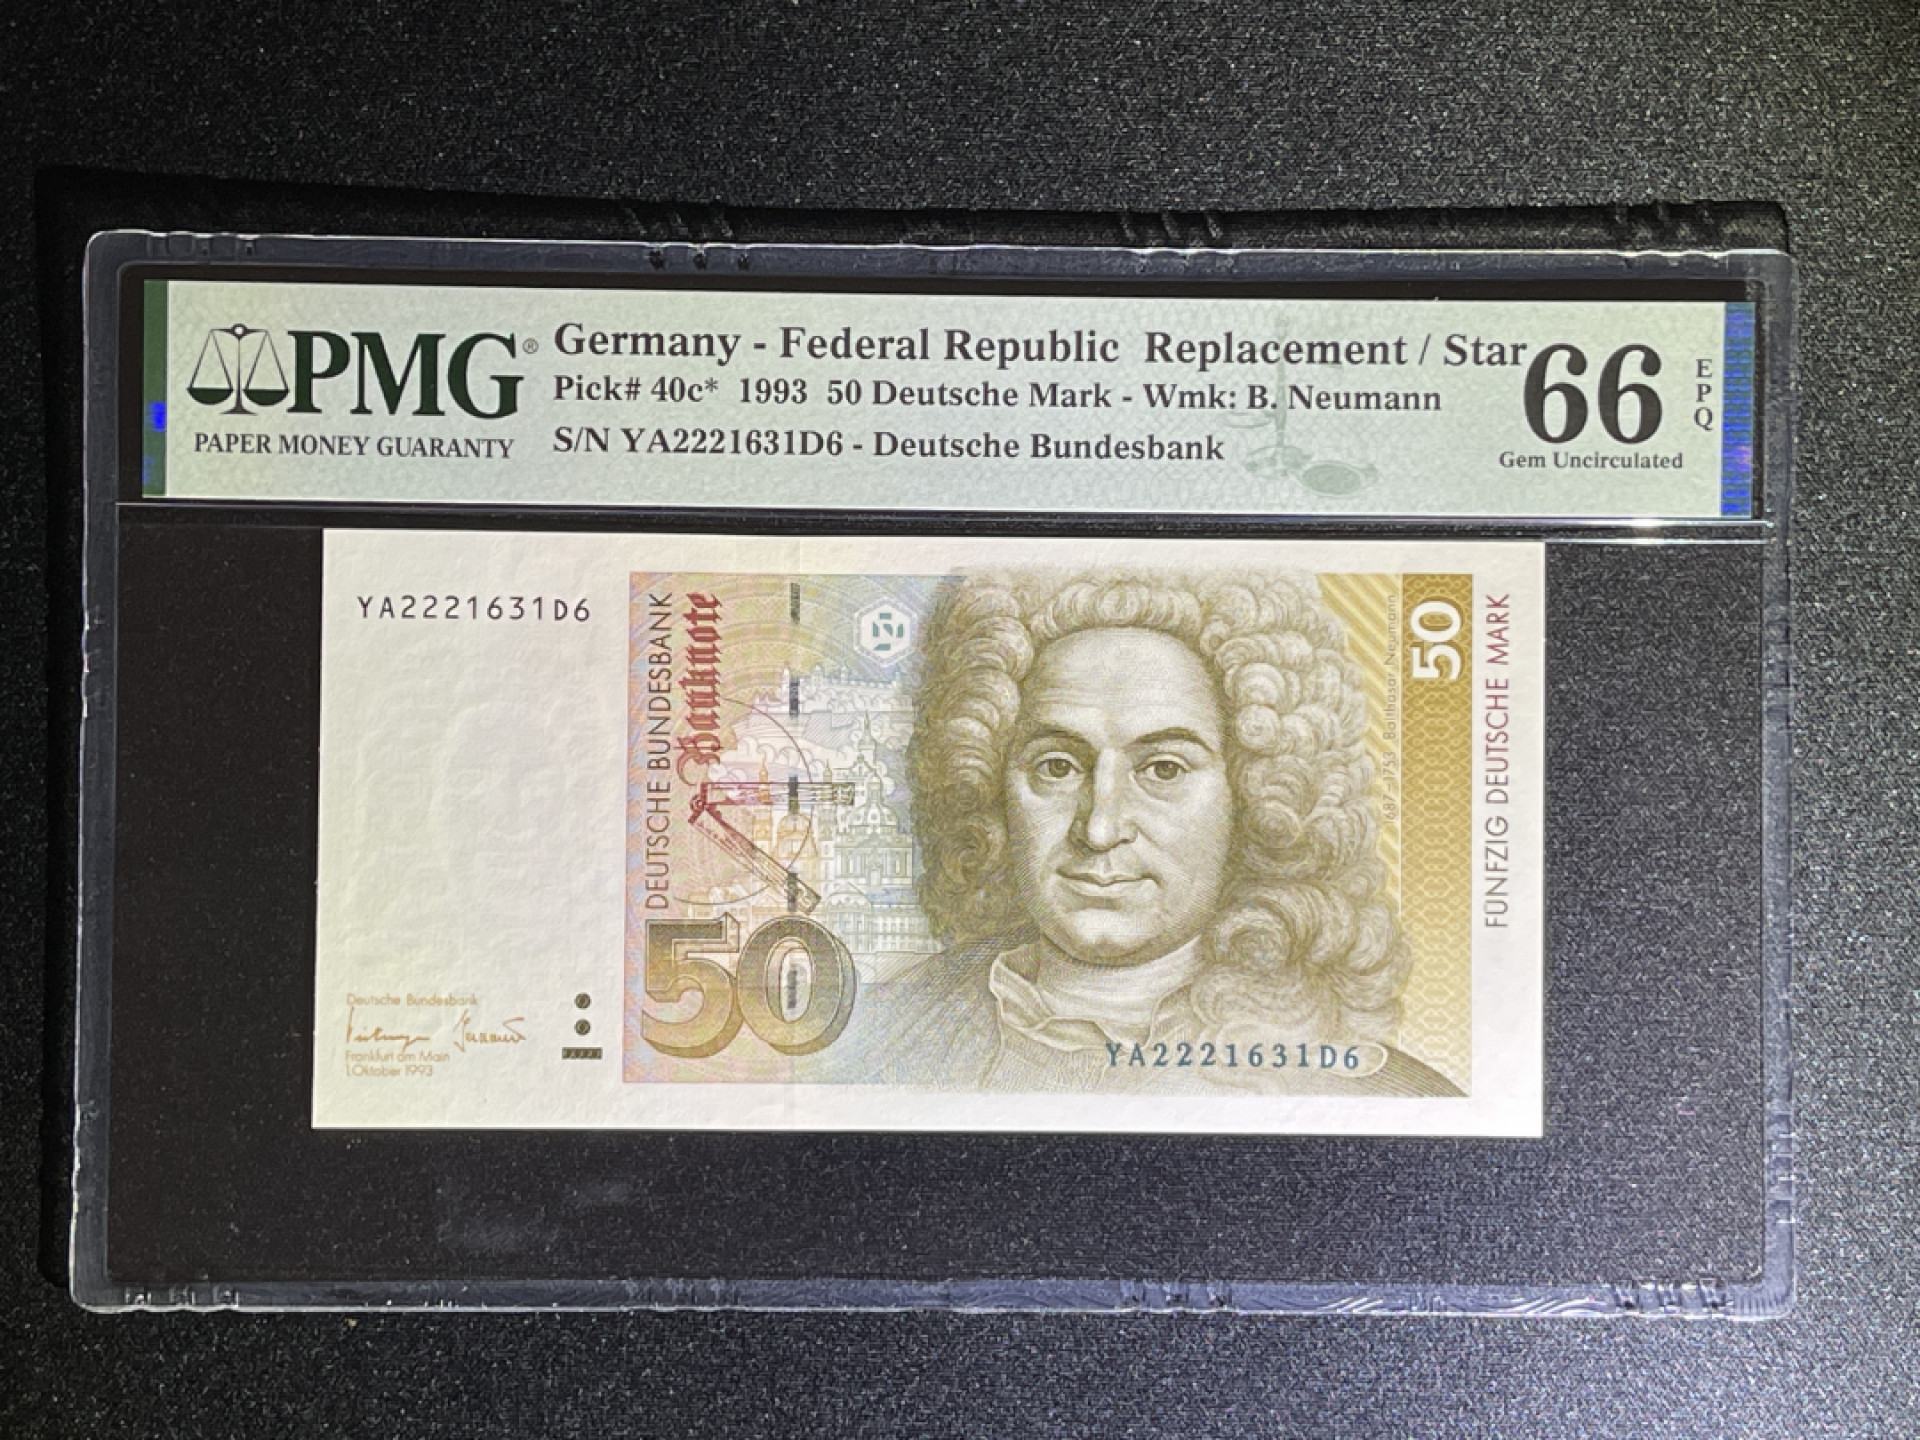 PMG®
PAPER MONEY GUARANTY
Germany - Federal Republic Replacement / Star
Pick# 40c* 1993 50 Deutsche Mark - Wmk: B. Neumann
S/N YA2221631D6 - Deutsche Bundesbank
66
EPQ
Gem Uncirculated
YA2221631D6
DEUTSCHE BUNDESBANK
Banknote
50
Deutsche Bundesbank
Frankfurt am Main
1. Oktober 1993
YA2221631D6
1687-1753 Balthasar Neumann
50
FÜNFZIG DEUTSCHE MARK